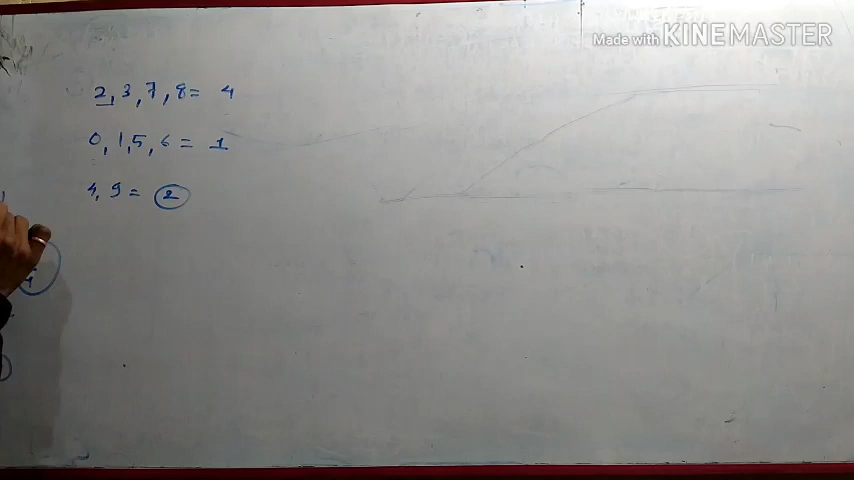 Made with KINEMASTER
2, 3, 7, 8 = 4
0, 1, 5, 6 = 1
4, 9 = 2